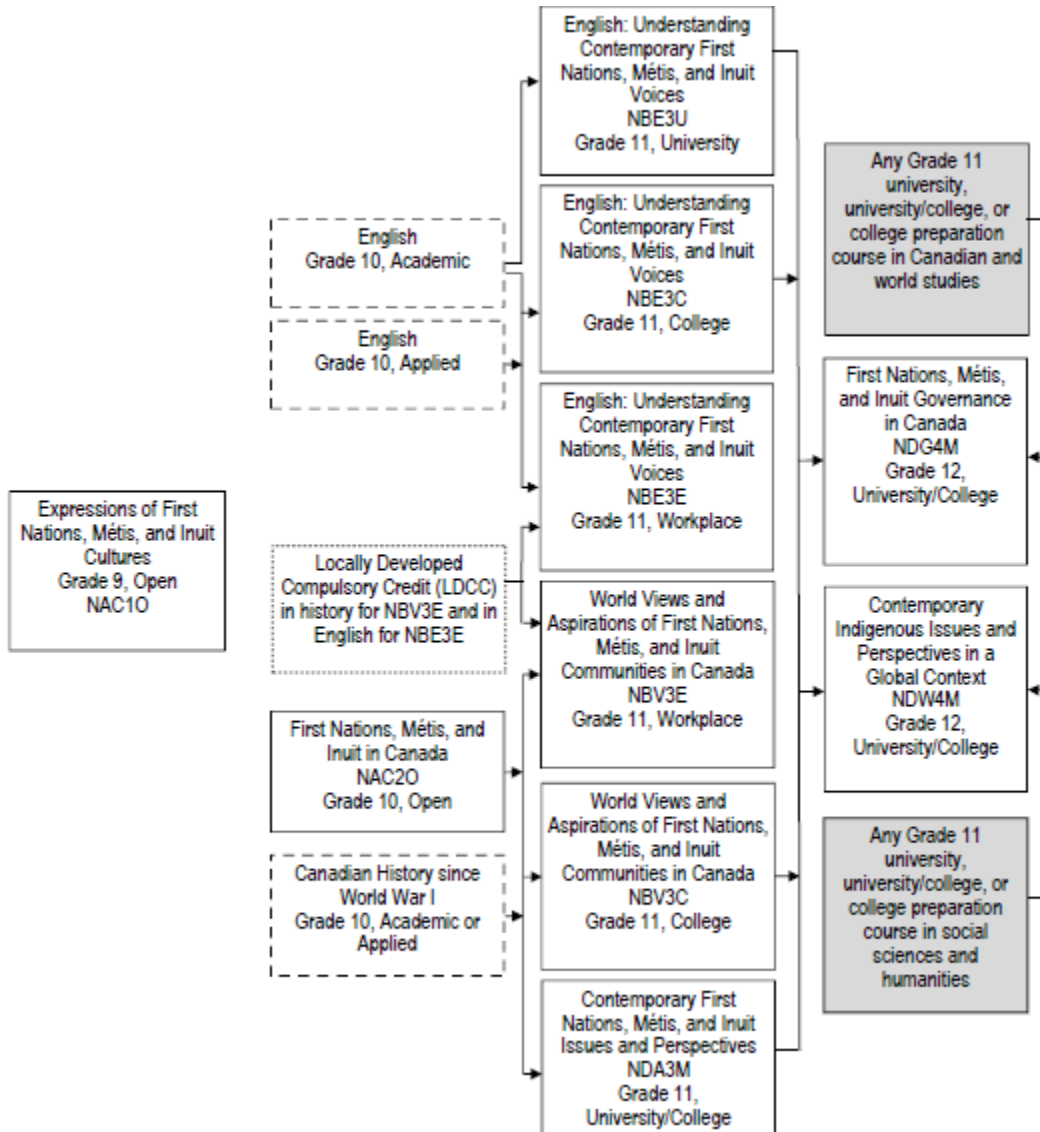 Expressions of First
Nations, Métis, and Inuit
Cultures
Grade 9, Open
NAC1O
English
Grade 10, Academic
English
Grade 10, Applied
Locally Developed
Compulsory Credit (LDCC)
in history for NBV3E and in
English for NBE3E
First Nations, Métis, and
Inuit in Canada
NAC2O
Grade 10, Open
Canadian History since
World War I
Grade 10, Academic or
Applied
English: Understanding
Contemporary First
Nations, Métis, and Inuit
Voices
NBE3U
Grade 11, University
English: Understanding
Contemporary First
Nations, Métis, and Inuit
Voices
NBE3C
Grade 11, College
English: Understanding
Contemporary First
Nations, Métis, and Inuit
Voices
NBE3E
Grade 11, Workplace
World Views and
Aspirations of First Nations,
Métis, and Inuit
Communities in Canada
NBV3E
Grade 11, Workplace
World Views and
Aspirations of First Nations,
Métis, and Inuit
Communities in Canada
NBV3C
Grade 11, College
Contemporary First
Nations, Métis, and Inuit
Issues and Perspectives
NDA3M
Grade 11,
University/College
Any Grade 11
university,
university/college, or
college preparation
course in Canadian and
world studies
First Nations, Métis,
and Inuit Governance
in Canada
NDG4M
Grade 12,
University/College
Contemporary
Indigenous Issues and
Perspectives in a
Global Context
NDW4M
Grade 12,
University/College
Any Grade 11
university,
university/college, or
college preparation
course in social
sciences and
humanities